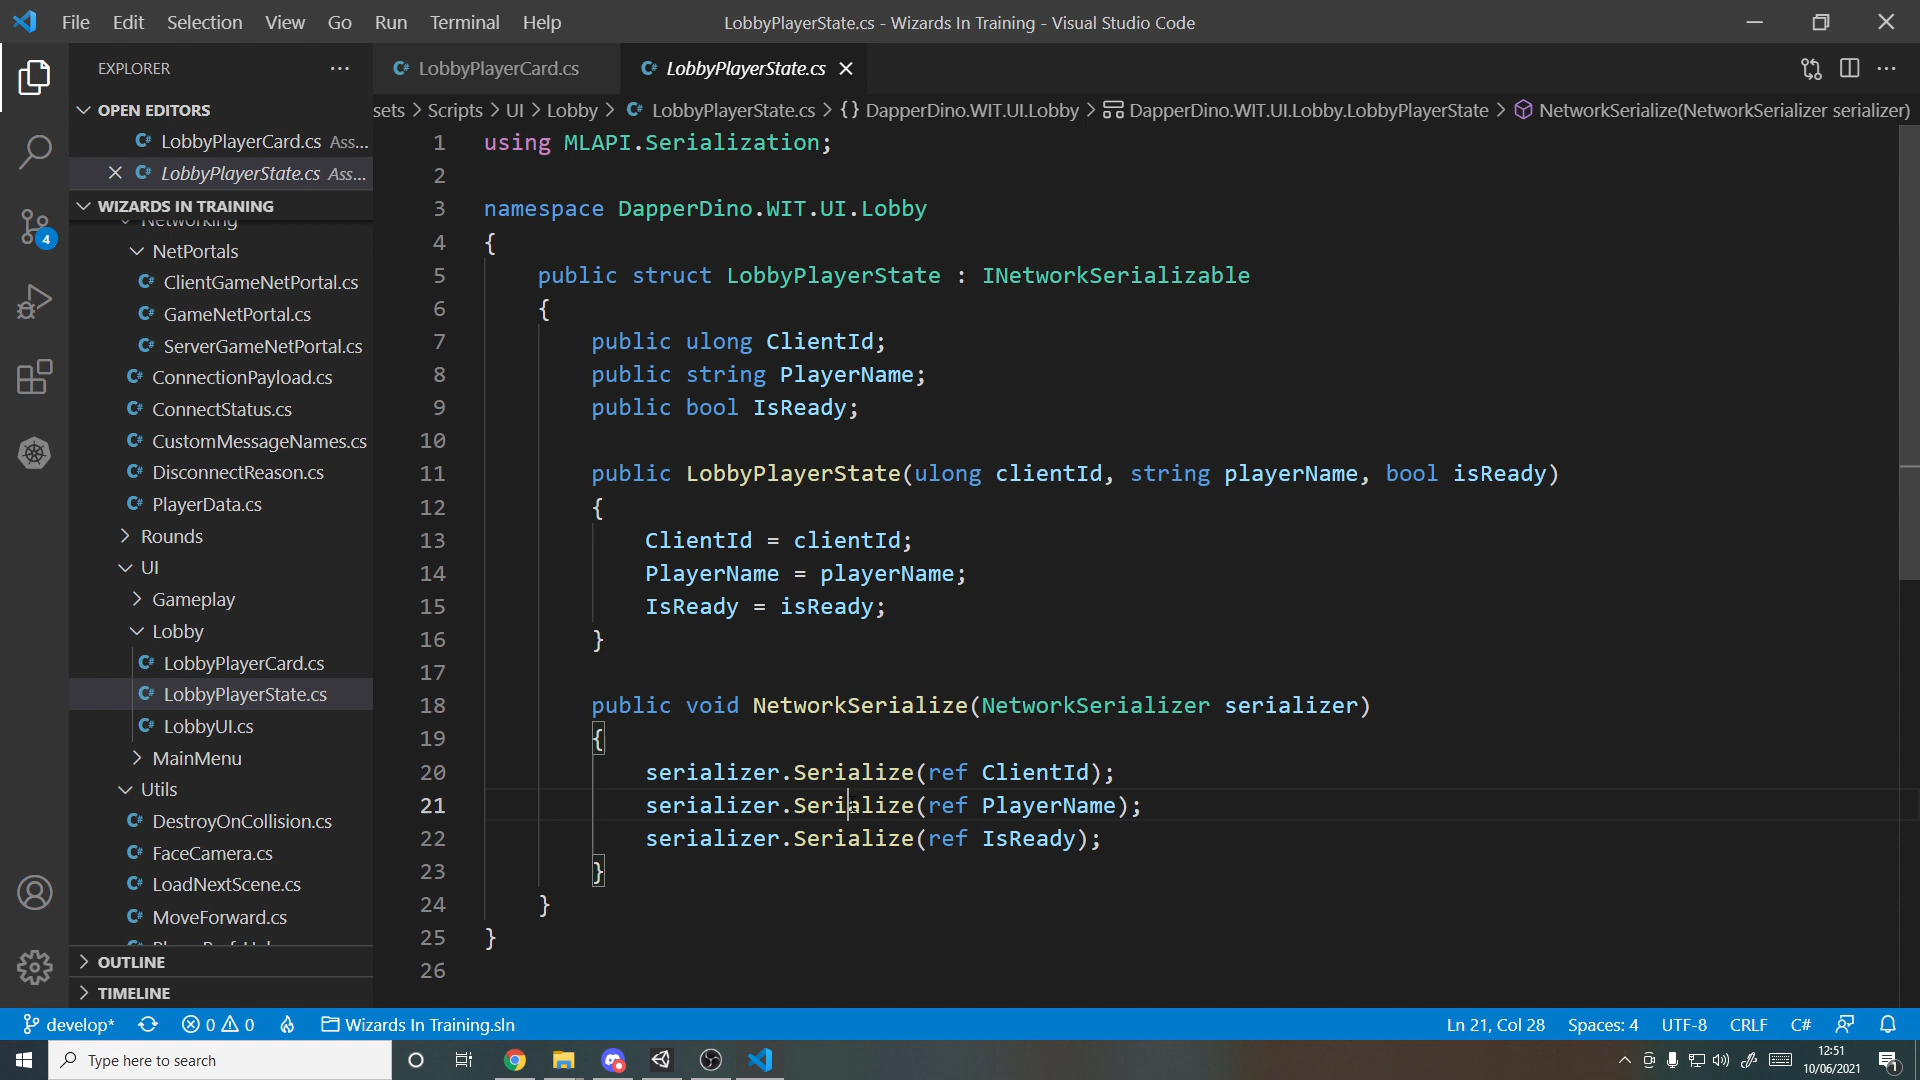 File Edit Selection View Go Run Terminal Help
LobbyPlayerState.cs - Wizards In Training - Visual Studio Code
EXPLORER
LobbyPlayerCard.cs
LobbyPlayerState.cs
OPEN EDITORS
LobbyPlayerCard.cs Ass...
LobbyPlayerState.cs Ass...
WIZARDS IN TRAINING
Networking
NetPortals
ClientGameNetPortal.cs
GameNetPortal.cs
ServerGameNetPortal.cs
ConnectionPayload.cs
ConnectStatus.cs
CustomMessageNames.cs
DisconnectReason.cs
PlayerData.cs
Rounds
UI
Gameplay
Lobby
LobbyPlayerCard.cs
LobbyPlayerState.cs
LobbyUI.cs
MainMenu
Utils
DestroyOnCollision.cs
FaceCamera.cs
LoadNextScene.cs
MoveForward.cs
OUTLINE
TIMELINE
4
sets > Scripts > UI > Lobby > LobbyPlayerState.cs > {} DapperDino.WIT.UI.Lobby > DapperDino.WIT.UI.Lobby.LobbyPlayerState > NetworkSerialize(NetworkSerializer serializer)
1 using MLAPI.Serialization;
2
3 namespace DapperDino.WIT.UI.Lobby
4 {
5 public struct LobbyPlayerState : INetworkSerializable
6 {
7 public ulong ClientId;
8 public string PlayerName;
9 public bool IsReady;
10
11 public LobbyPlayerState(ulong clientId, string playerName, bool isReady)
12 {
13 ClientId = clientId;
14 PlayerName = playerName;
15 IsReady = isReady;
16 }
17
18 public void NetworkSerialize(NetworkSerializer serializer)
19 {
20 serializer.Serialize(ref ClientId);
21 serializer.Serialize(ref PlayerName);
22 serializer.Serialize(ref IsReady);
23 }
24 }
25 }
26
develop* 0 0 Wizards In Training.sln
Ln 21, Col 28 Spaces: 4 UTF-8 CRLF C#
Type here to search
12:51
10/06/2021
1